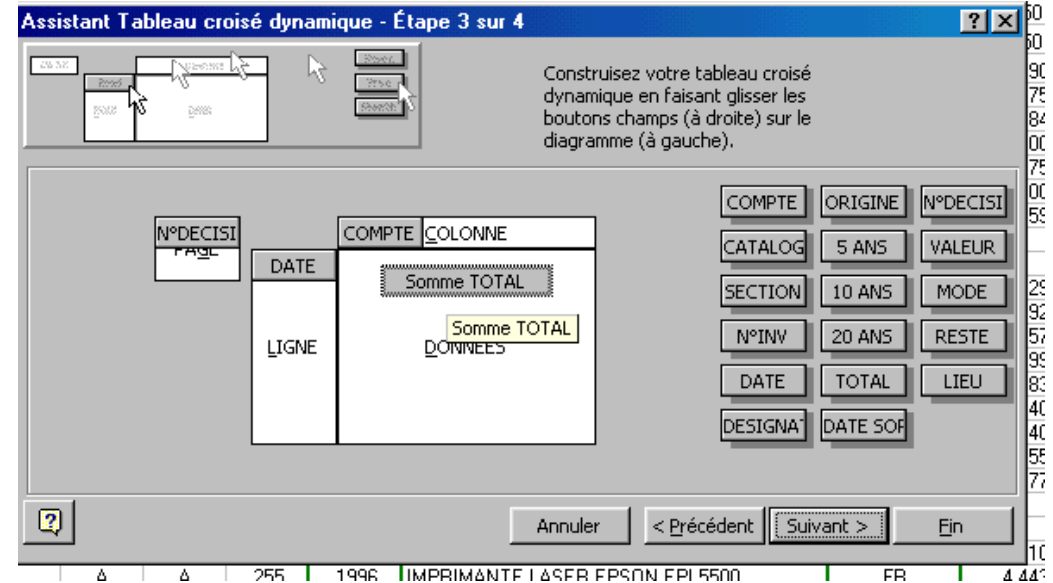 Assistant Tableau croisé dynamique - Étape 3 sur 4
Construisez votre tableau croisé
dynamique en faisant glisser les
boutons champs (à droite) sur le
diagramme (à gauche).
N°DECISI
PAGE
COMPTE COLONNE
DATE
Somme TOTAL
Somme TOTAL
LIGNE
DONNÉES
COMPTE ORIGINE N°DECISI
CATALOG 5 ANS VALEUR
SECTION 10 ANS MODE
N°INV 20 ANS RESTE
DATE TOTAL LIEU
DESIGNAT DATE SOR
Annuler < Précédent Suivant > Fin
A A 255 1996 IMPRIMANTE LASER EPSON EPL5500 FB